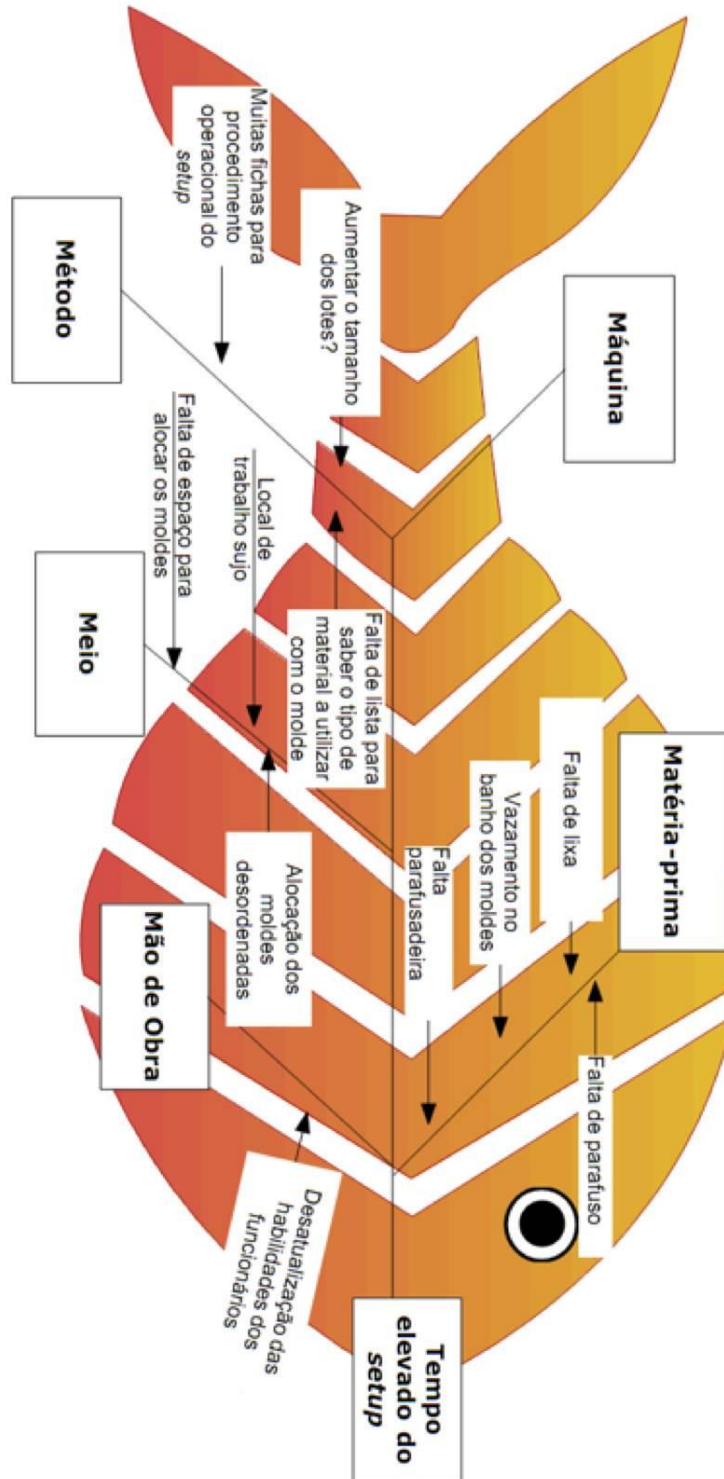 Máquina
Matéria-prima
Falta de lixa
Falta de parafuso
Vazamento no
banho dos moldes
Falta
parafusadeira
Tempo
elevado do
setup
Aumentar o tamanho
dos lotes?
Falta de lista para
saber o tipo de
material a utilizar
com o molde
Muitas fichas para
procedimento
operacional do
setup
Local de
trabalho sujo
Alocação dos
moldes
desordenadas
Desatualização das
habilidades dos
funcionários
Falta de espaço para
alocar os moldes
Método
Meio
Mão de Obra